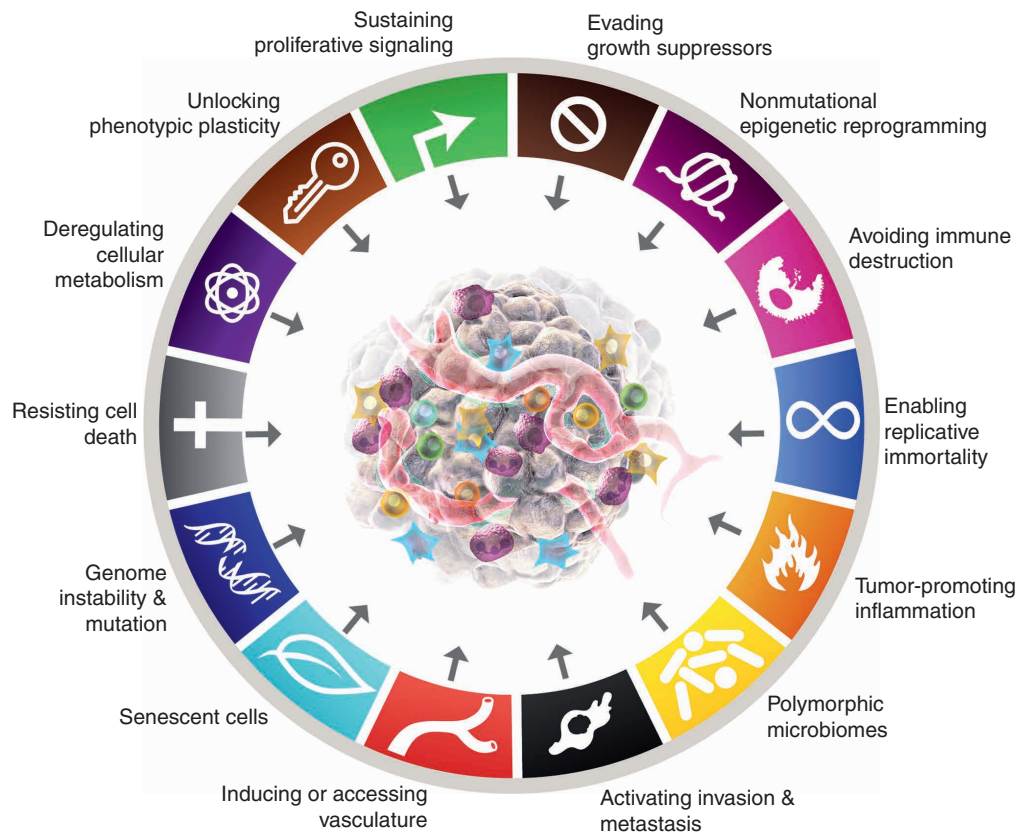 Sustaining
proliferative signaling
Evading
growth suppressors
Nonmutational
epigenetic reprogramming
Avoiding immune
destruction
Enabling
replicative
immortality
Tumor-promoting
inflammation
Polymorphic
microbiomes
Activating invasion &
metastasis
Inducing or accessing
vasculature
Senescent cells
Genome
instability &
mutation
Resisting cell
death
Deregulating
cellular
metabolism
Unlocking
phenotypic plasticity